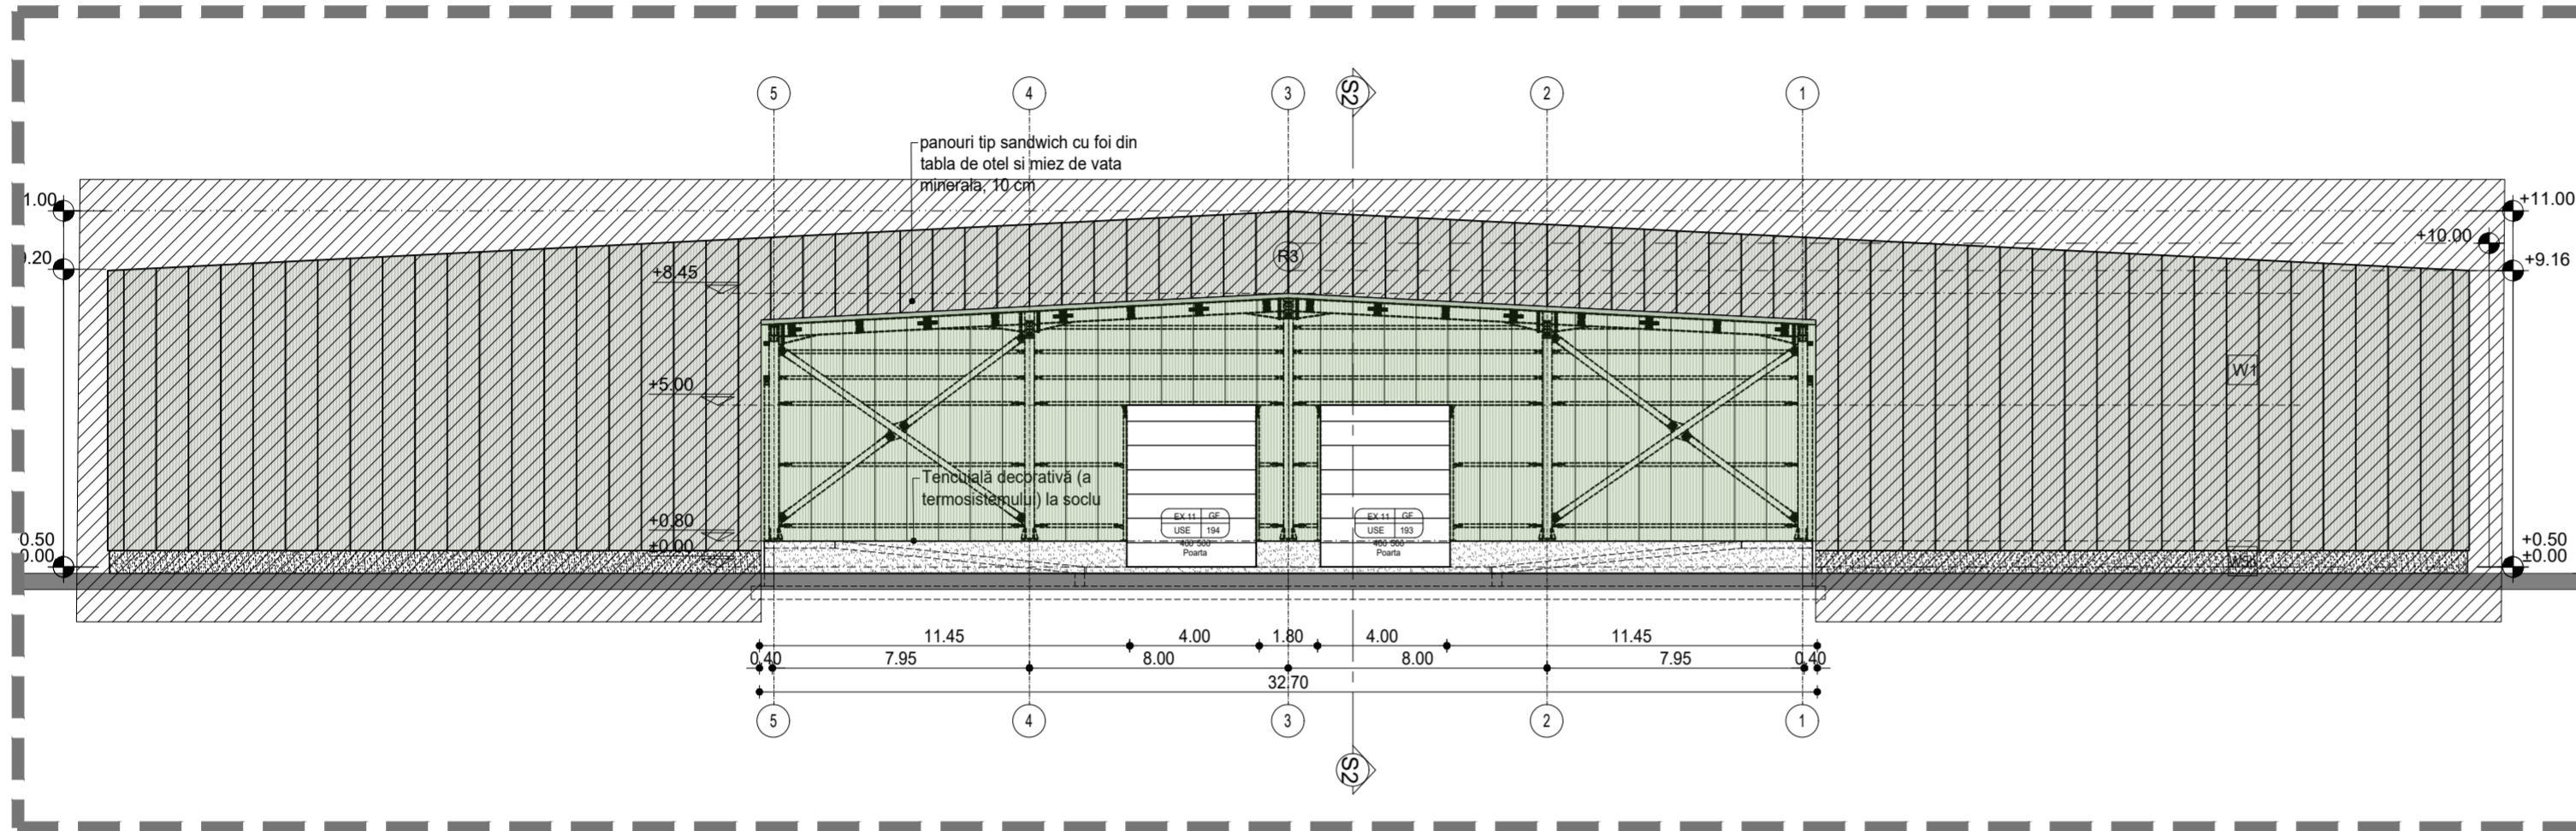 5
4
3
S2
2
1
panouri tip sandwich cu foi din
tabla de otel si miez de vata
minerala, 10 cm
1.00
+11.00
+10.00
.20
+9.16
R3
+8.45
W1
+5.00
Tencuială decorativă (a
termosistemului) la soclu
EX.11 GF
USE 194
400 500
Poarta
EX.11 GF
USE 193
400 500
Poarta
+0.80
±0.00
0.50
0.00
+0.50
±0.00
11.45
4.00
1.80
4.00
11.45
0.40
7.95
8.00
8.00
7.95
0.40
32.70
5
4
3
2
1
S2